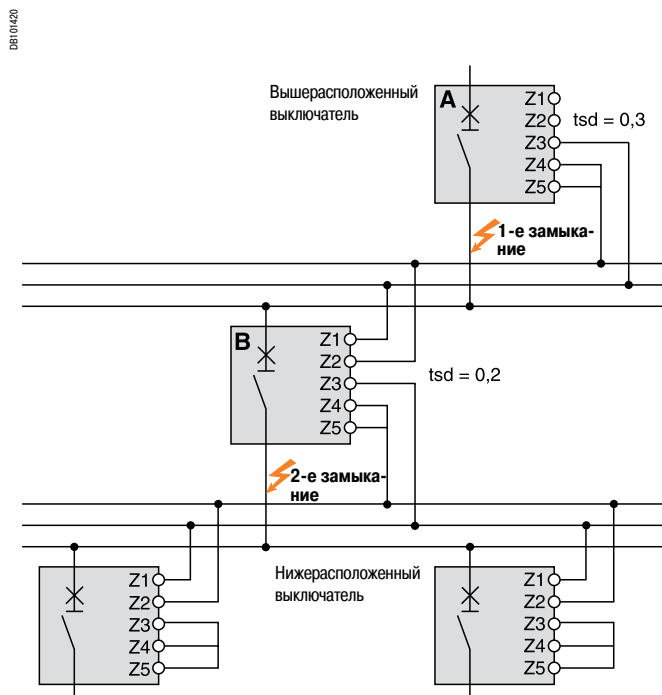 DB101420
Вышерасположенный
выключатель
A
Z1
Z2
Z3
Z4
Z5
tsd = 0,3
1-е замыка-
ние
B
Z1
Z2
Z3
Z4
Z5
tsd = 0,2
2-е замыка-
ние
Нижерасположенный
выключатель
Z1
Z2
Z3
Z4
Z5
Z1
Z2
Z3
Z4
Z5